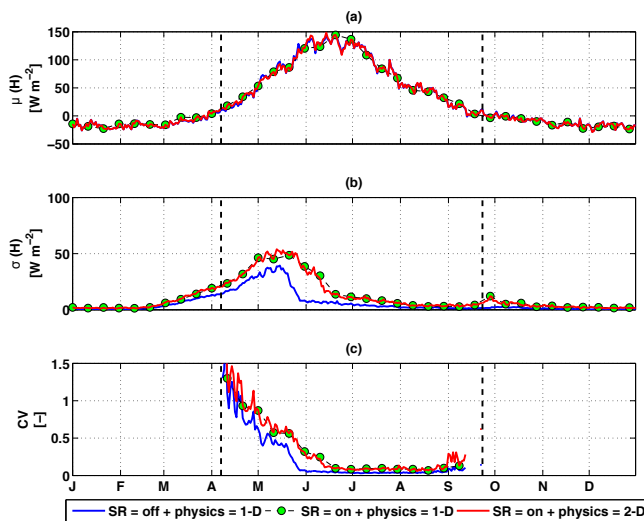 (a)
150
100
50
0
−50
μ (H)
[W m−2]
(b)
100
50
0
σ (H)
[W m−2]
(c)
1.5
1
0.5
0
CV
[−]
J F M A M J J A S O N D
SR = off + physics = 1-D SR = on + physics = 1-D SR = on + physics = 2-D